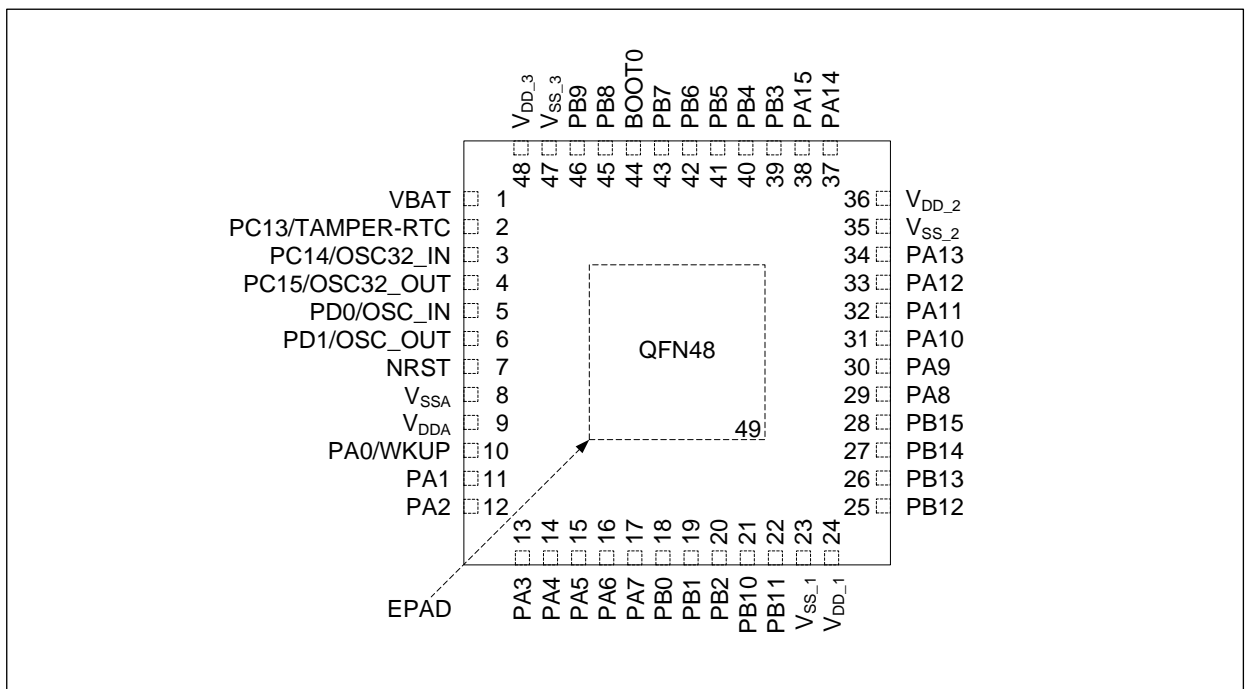 V_DD_3
V_SS_3
PB9
PB8
BOOT0
PB7
PB6
PB5
PB4
PB3
PA15
PA14
48
47
46
45
44
43
42
41
40
39
38
37
VBAT 1
PC13/TAMPER-RTC 2
PC14/OSC32_IN 3
PC15/OSC32_OUT 4
PD0/OSC_IN 5
PD1/OSC_OUT 6
NRST 7
VSSA 8
VDDA 9
PA0/WKUP 10
PA1 11
PA2 12
36 VDD_2
35 VSS_2
34 PA13
33 PA12
32 PA11
31 PA10
30 PA9
29 PA8
28 PB15
27 PB14
26 PB13
25 PB12
QFN48
49
13
14
15
16
17
18
19
20
21
22
23
24
PA3
PA4
PA5
PA6
PA7
PB0
PB1
PB2
PB10
PB11
VSS_1
VDD_1
EPAD